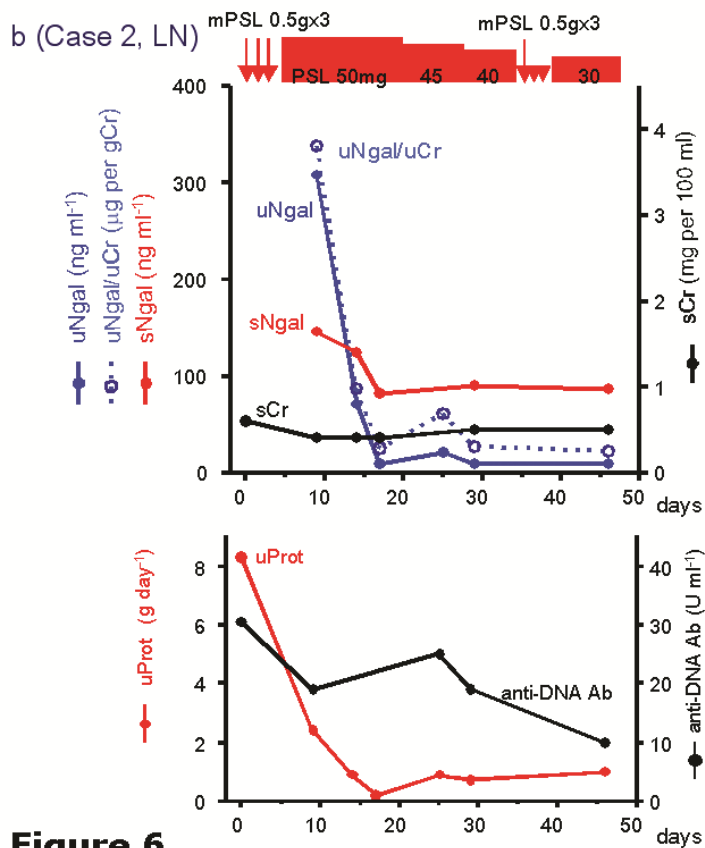 b (Case 2, LN)
mPSL 0.5gx3
mPSL 0.5gx3
PSL 50mg 45 40 30
400
300
200
100
0
4
3
2
1
0
uNgal (ng ml⁻¹)
uNgal/uCr (µg per gCr)
sNgal (ng ml⁻¹)
sCr (mg per 100 ml)
uNgal/uCr
uNgal
sNgal
sCr
0 10 20 30 40 50
days
8
6
4
2
0
40
30
20
10
0
uProt (g day⁻¹)
anti-DNA Ab (U ml⁻¹)
uProt
anti-DNA Ab
0 10 20 30 40 50
days
Figure 6